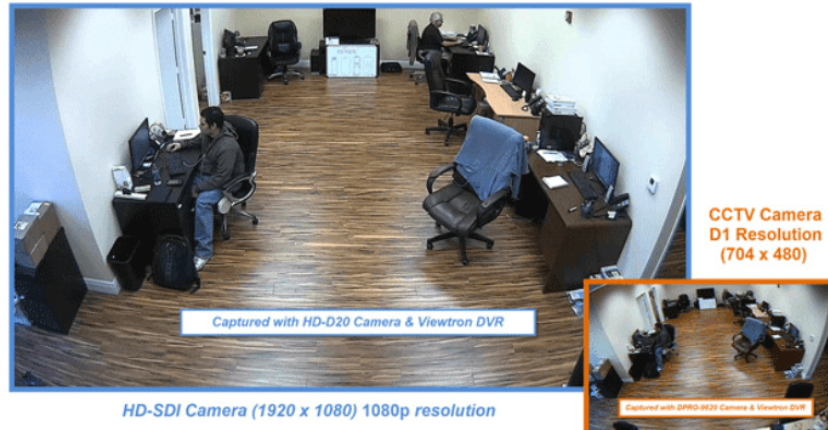 CCTV Camera
D1 Resolution
(704 x 480)
Captured with HD-D20 Camera & Viewtron DVR
Captured with DPRO-9620 Camera & Viewtron DVR
HD-SDI Camera (1920 x 1080) 1080p resolution